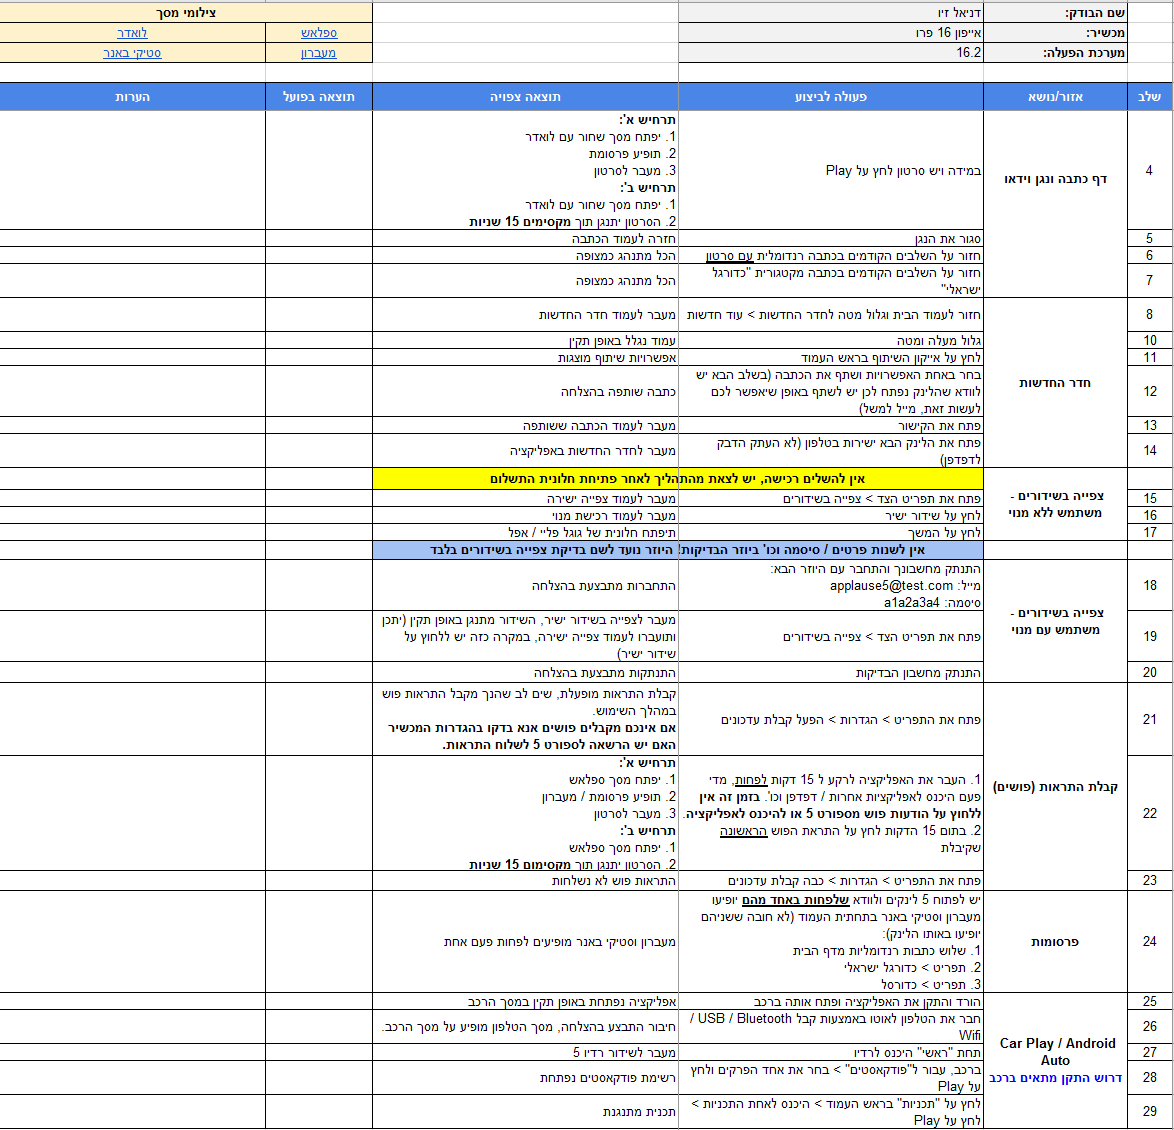 שם הבודק: דניאל זיו
מכשיר: אייפון 16 פרו
מערכת הפעלה: 16.2
צילומי מסך
ספלאש לואדר
מעברון סטיקי באנר
שלב אזור/נושא פעולה לביצוע תוצאה צפויה תוצאה בפועל הערות
דף כתבה ונגן וידאו
4
במידה ויש סרטון לחץ על Play
תרחיש א':
1. יפתח מסך שחור עם לואדר
2. תופיע פרסומת
3. מעבר לסרטון
תרחיש ב':
1. יפתח מסך שחור עם לואדר
2. הסרטון יתנגן תוך מקסימים 15 שניות
5 סגור את הנגן חזרה לעמוד הכתבה
6 חזור על השלבים הקודמים בכתבה רנדומלית עם סרטון הכל מתנהג כמצופה
7
חזור על השלבים הקודמים בכתבה מקטגורית "כדורגל
ישראלי"
הכל מתנהג כמצופה
חדר החדשות
8 חזור לעמוד הבית וגלול מטה לחדר החדשות > עוד חדשות מעבר לעמוד חדר החדשות
10 גלול מעלה ומטה עמוד נגלל באופן תקין
11 לחץ על אייקון השיתוף בראש העמוד אפשרויות שיתוף מוצגות
12
בחר באחת האפשרויות ושתף את הכתבה (בשלב הבא יש
לוודא שהלינק נפתח לכן יש לשתף באופן שיאפשר לכם
לעשות זאת, מייל למשל)
כתבה שותפה בהצלחה
13 פתח את הקישור מעבר לעמוד הכתבה ששותפה
14
פתח את הלינק הבא ישירות בטלפון (לא העתק הדבק
לדפדפן)
מעבר לחדר החדשות באפליקציה
אין להשלים רכישה, יש לצאת מהתהליך לאחר פתיחת חלונית התשלום
צפייה בשידורים -
משתמש ללא מנוי
15 פתח את תפריט הצד > צפייה בשידורים מעבר לעמוד צפייה ישירה
16 לחץ על שידור ישיר מעבר לעמוד רכישת מנוי
17 לחץ על המשך תיפתח חלונית של גוגל פליי / אפל
אין לשנות פרטים / סיסמה וכו' ביוזר הבדיקות! היוזר נועד לשם בדיקת צפייה בשידורים בלבד
צפייה בשידורים -
משתמש עם מנוי
18
התנתק מחשבונך והתחבר עם היוזר הבא:
מייל: applause5@test.com
סיסמה: a1a2a3a4
התחברות מתבצעת בהצלחה
19
פתח את תפריט הצד > צפייה בשידורים
מעבר לצפייה בשידור ישיר, השידור מתנגן באופן תקין (יתכן
ותועברו לעמוד צפייה ישירה, במקרה כזה יש ללחוץ על
שידור ישיר)
20 התנתק מחשבון הבדיקות התנתקות מתבצעת בהצלחה
קבלת התראות (פושים)
21
פתח את התפריט > הגדרות > הפעל קבלת עדכונים
קבלת התראות מופעלת, שים לב שהנך מקבל התראות פוש
במהלך השימוש.
אם אינכם מקבלים פושים אנא בדקו בהגדרות המכשיר
האם יש הרשאה לספורט 5 לשלוח התראות.
22
1. העבר את האפליקציה לרקע ל 15 דקות לפחות, מדי
פעם היכנס לאפליקציות אחרות / דפדפן וכו'. בזמן זה אין
ללחוץ על הודעות פוש מספורט 5 או להיכנס לאפליקציה.
2. בתום 15 הדקות לחץ על התראת הפוש הראשונה
שקיבלת
תרחיש א':
1. יפתח מסך ספלאש
2. תופיע פרסומת / מעברון
3. מעבר לסרטון
תרחיש ב':
1. יפתח מסך ספלאש
2. הסרטון יתנגן תוך מקסימום 15 שניות
23 פתח את התפריט > הגדרות > כבה קבלת עדכונים התראות פוש לא נשלחות
פרסומות
24
יש לפתוח 5 לינקים ולוודא שלפחות באחד מהם יופיעו
מעברון וסטיקי באנר בתחתית העמוד (לא חובה ששניהם
יופיעו באותו הלינק):
1. שלוש כתבות רנדומליות מדף הבית
2. תפריט > כדורגל ישראלי
3. תפריט > כדורסל
מעברון וסטיקי באנר מופיעים לפחות פעם אחת
Car Play / Android
Auto
דרוש התקן מתאים ברכב
25 הורד והתקן את האפליקציה ופתח אותה ברכב אפליקציה נפתחת באופן תקין במסך הרכב
26
חבר את הטלפון לאוטו באמצעות קבל USB / Bluetooth /
Wifi
חיבור התבצע בהצלחה, מסך הטלפון מופיע על מסך הרכב.
27 תחת "ראשי" היכנס לרדיו מעבר לשידור רדיו 5
28
ברכב, עבור ל"פודקאסטים" > בחר את אחד הפרקים ולחץ
על Play
רשימת פודקאסטים נפתחת
29
לחץ על "תכניות" בראש העמוד > היכנס לאחת התכניות >
לחץ על Play
תכנית מתנגנת